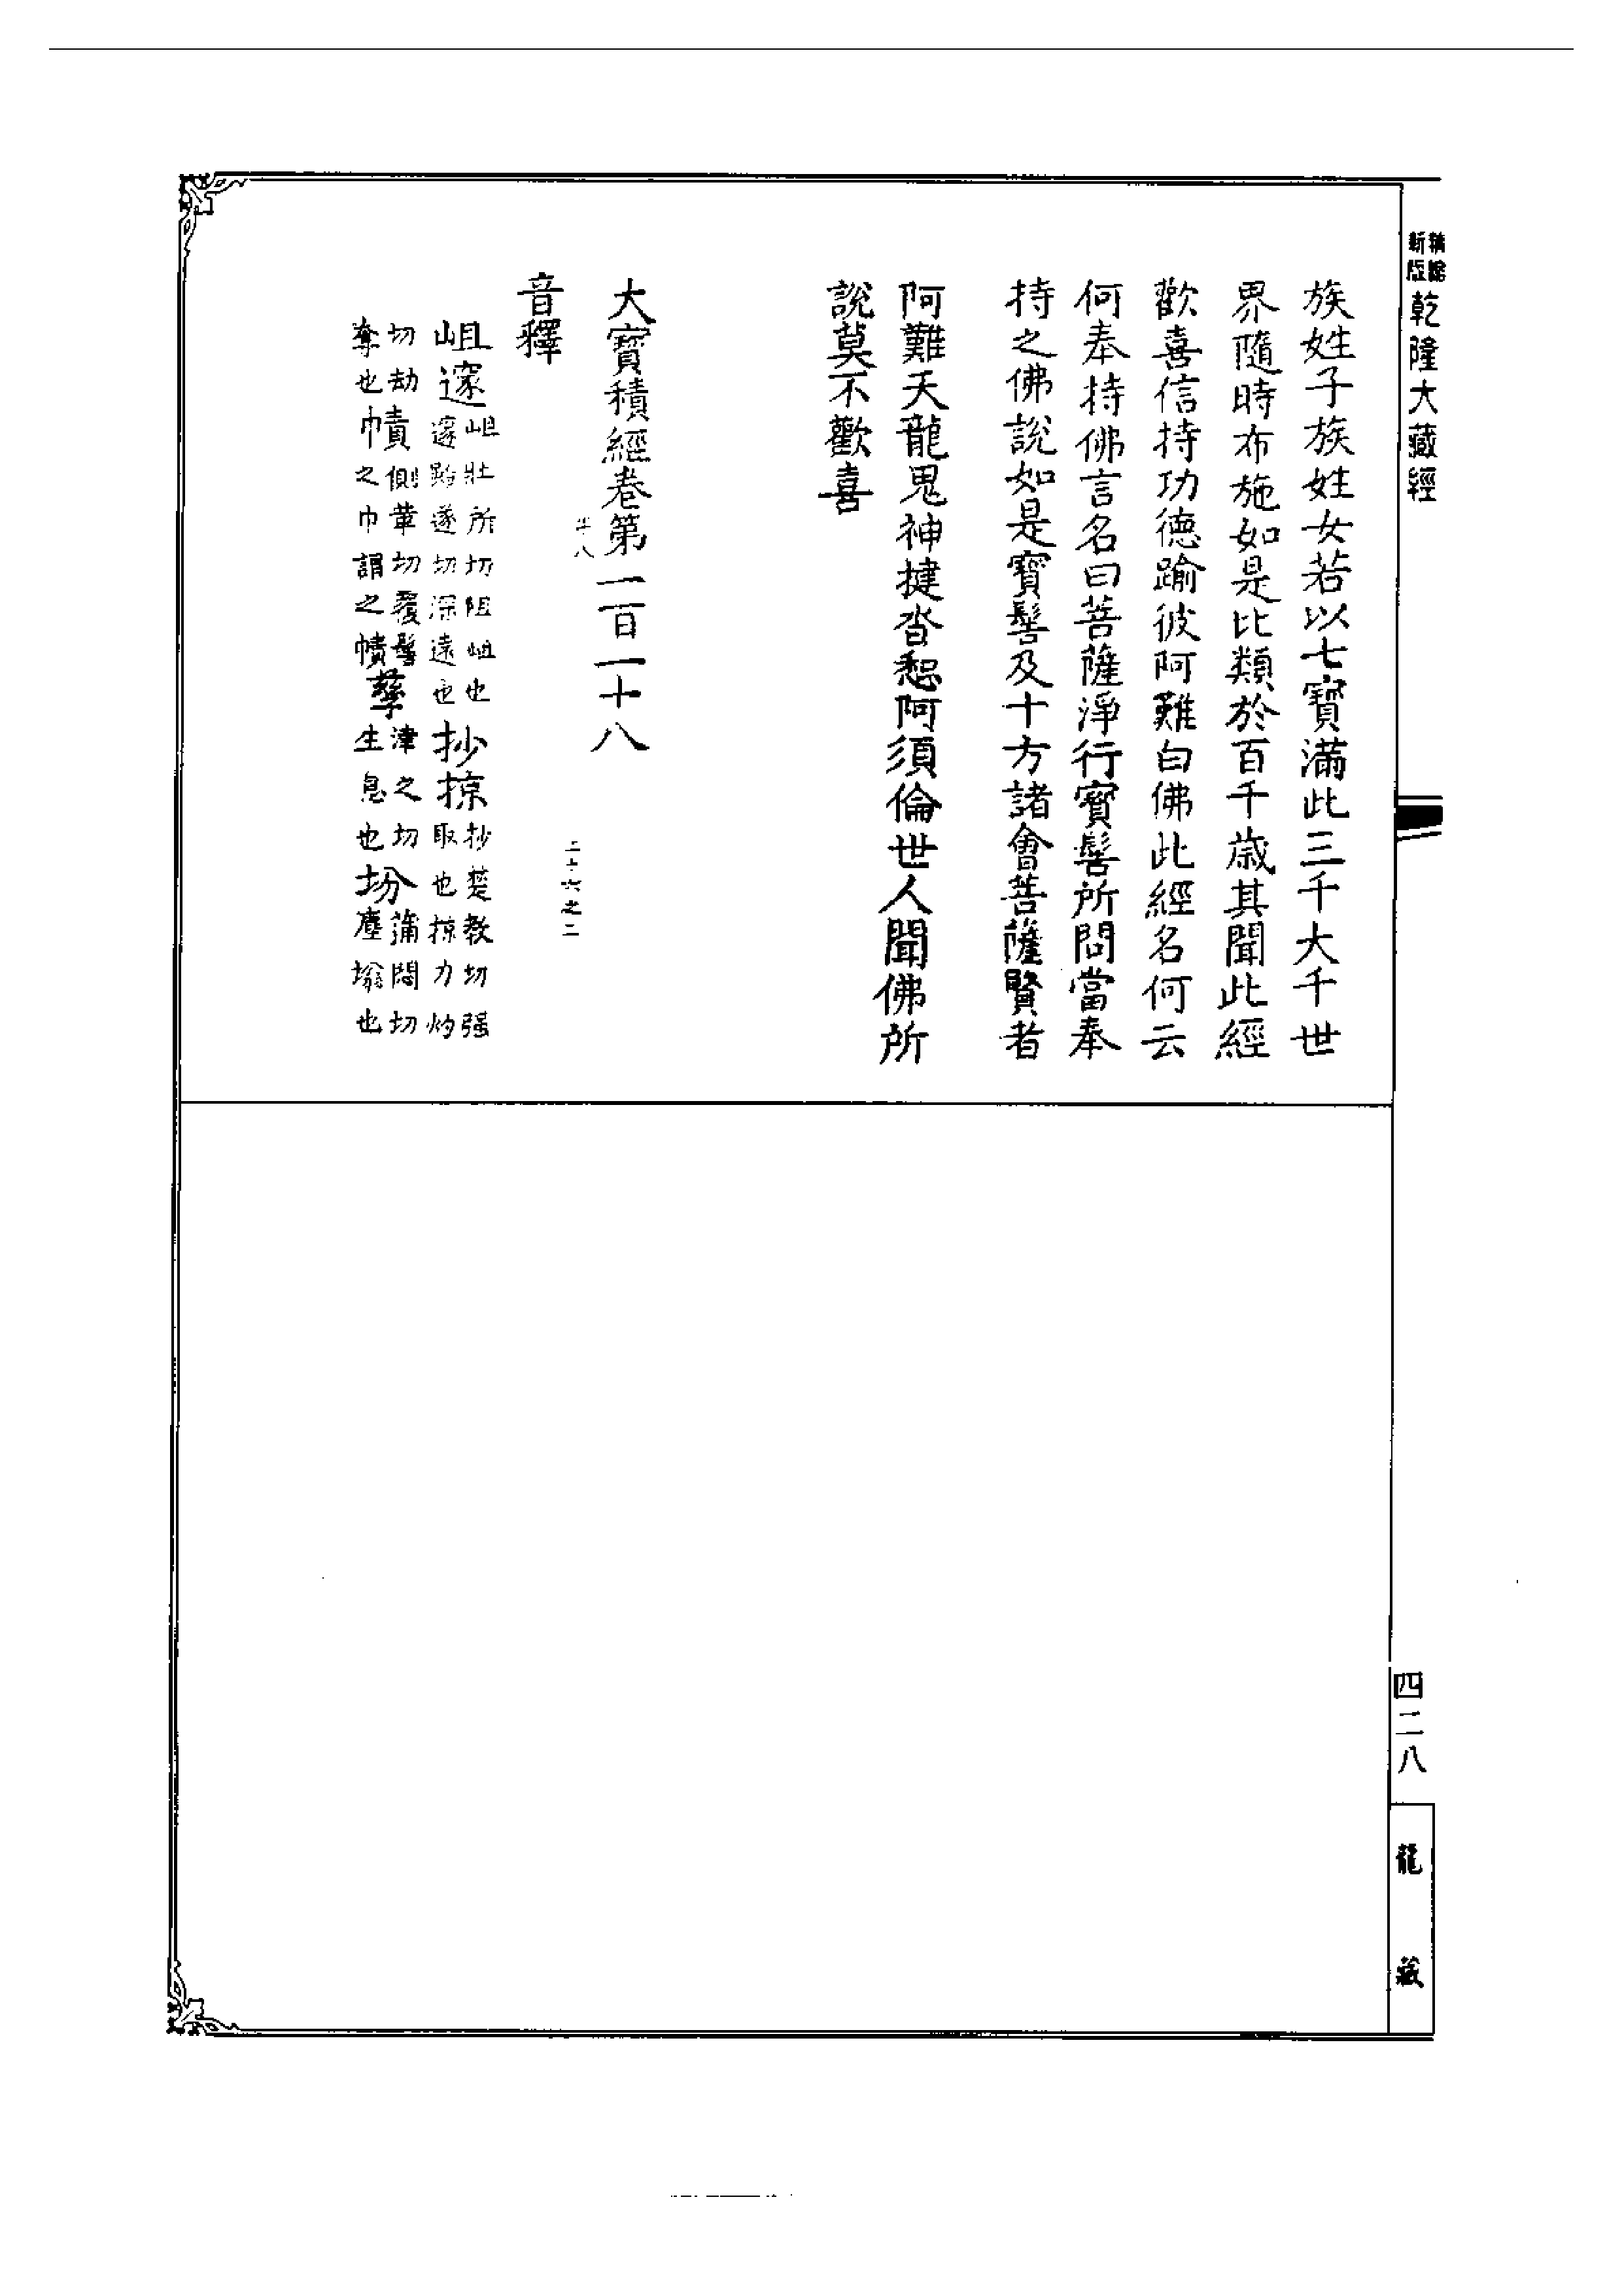 新版
乾隆大藏經
族姓子族姓女若以七寶滿此三千大千世
界隨時布施如是比類於百千歲其聞此經
歡喜信持功德踰彼阿難白佛此經名何云
何奉持佛言名曰菩薩淨行寶髻所問當奉
持之佛說如是寶髻及十方諸會菩薩賢者
阿難天龍鬼神揵沓惒阿須倫世人聞佛所
說莫不歡喜
大寶積經卷第一百一十八
二十六之二
音釋
岨邃岨壯所切阻岨也邃雖遂切深遠也抄掠抄楚教切强取也掠力灼
切劫奪也幘側革切覆髻之巾謂之幘孳津之切生息也坋蒲悶切塵塕也
四二八
龍藏